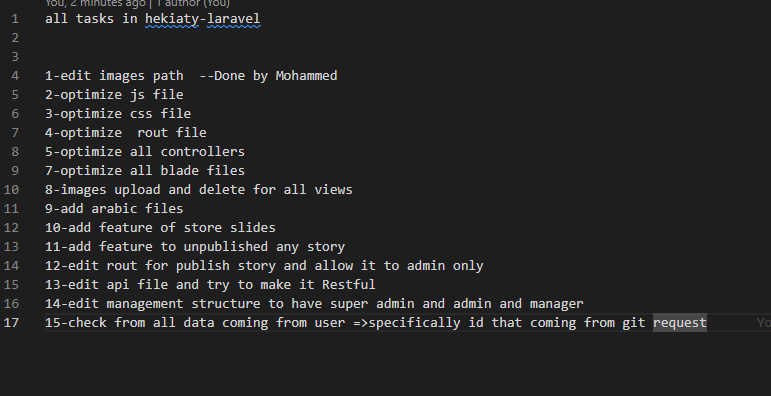 You, 2 minutes ago | 1 author (You)
1 all tasks in hekiaty-laravel
2
3
4 1-edit images path  --Done by Mohammed
5 2-optimize js file
6 3-optimize css file
7 4-optimize  rout file
8 5-optimize all controllers
9 7-optimize all blade files
10 8-images upload and delete for all views
11 9-add arabic files
12 10-add feature of store slides
13 11-add feature to unpublished any story
14 12-edit rout for publish story and allow it to admin only
15 13-edit api file and try to make it Restful
16 14-edit management structure to have super admin and admin and manager
17 15-check from all data coming from user =>specifically id that coming from git request